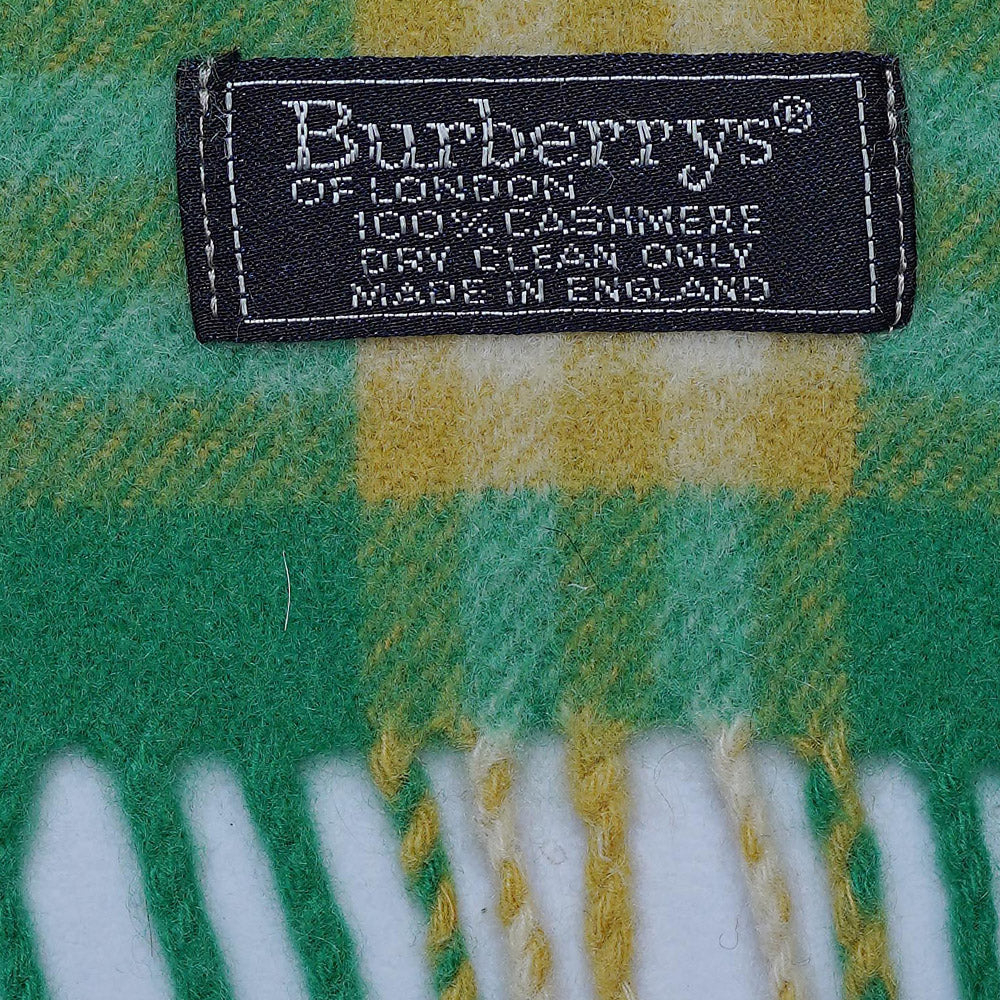 Burberrys®
OF LONDON
100% CASHMERE
DRY CLEAN ONLY
MADE IN ENGLAND